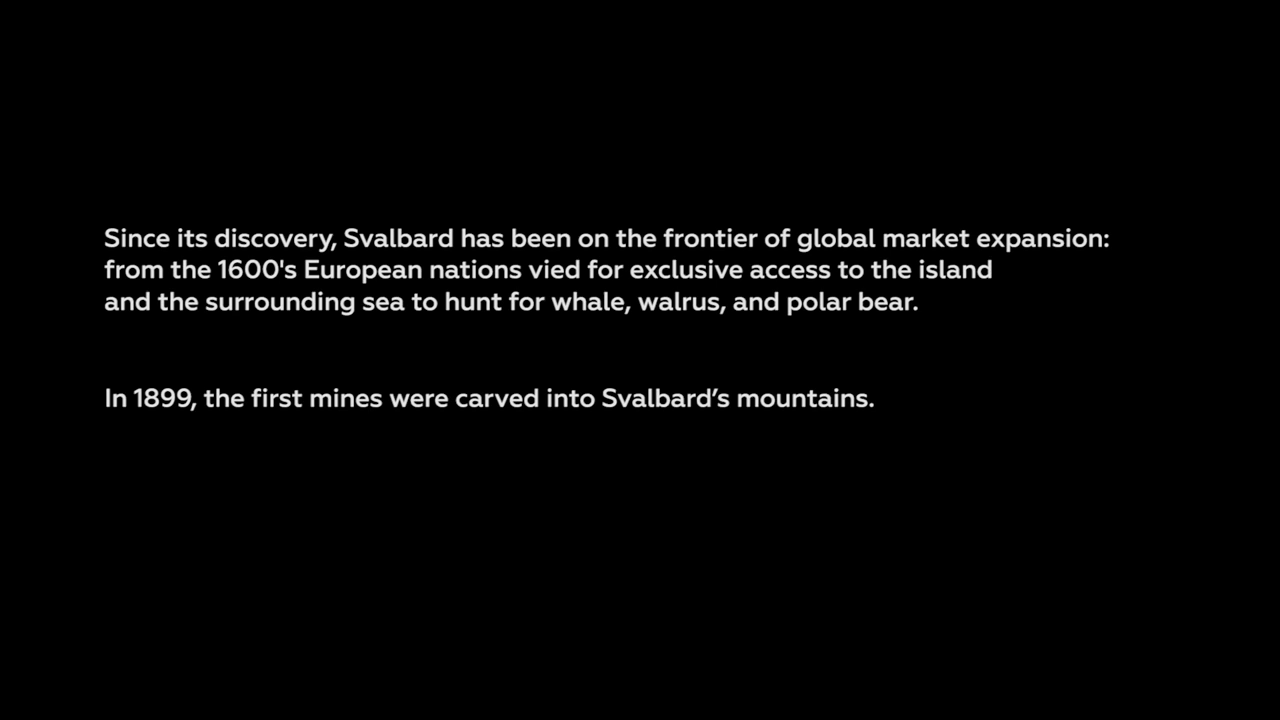 Since its discovery, Svalbard has been on the frontier of global market expansion:
from the 1600's European nations vied for exclusive access to the island
and the surrounding sea to hunt for whale, walrus, and polar bear.
In 1899, the first mines were carved into Svalbard’s mountains.